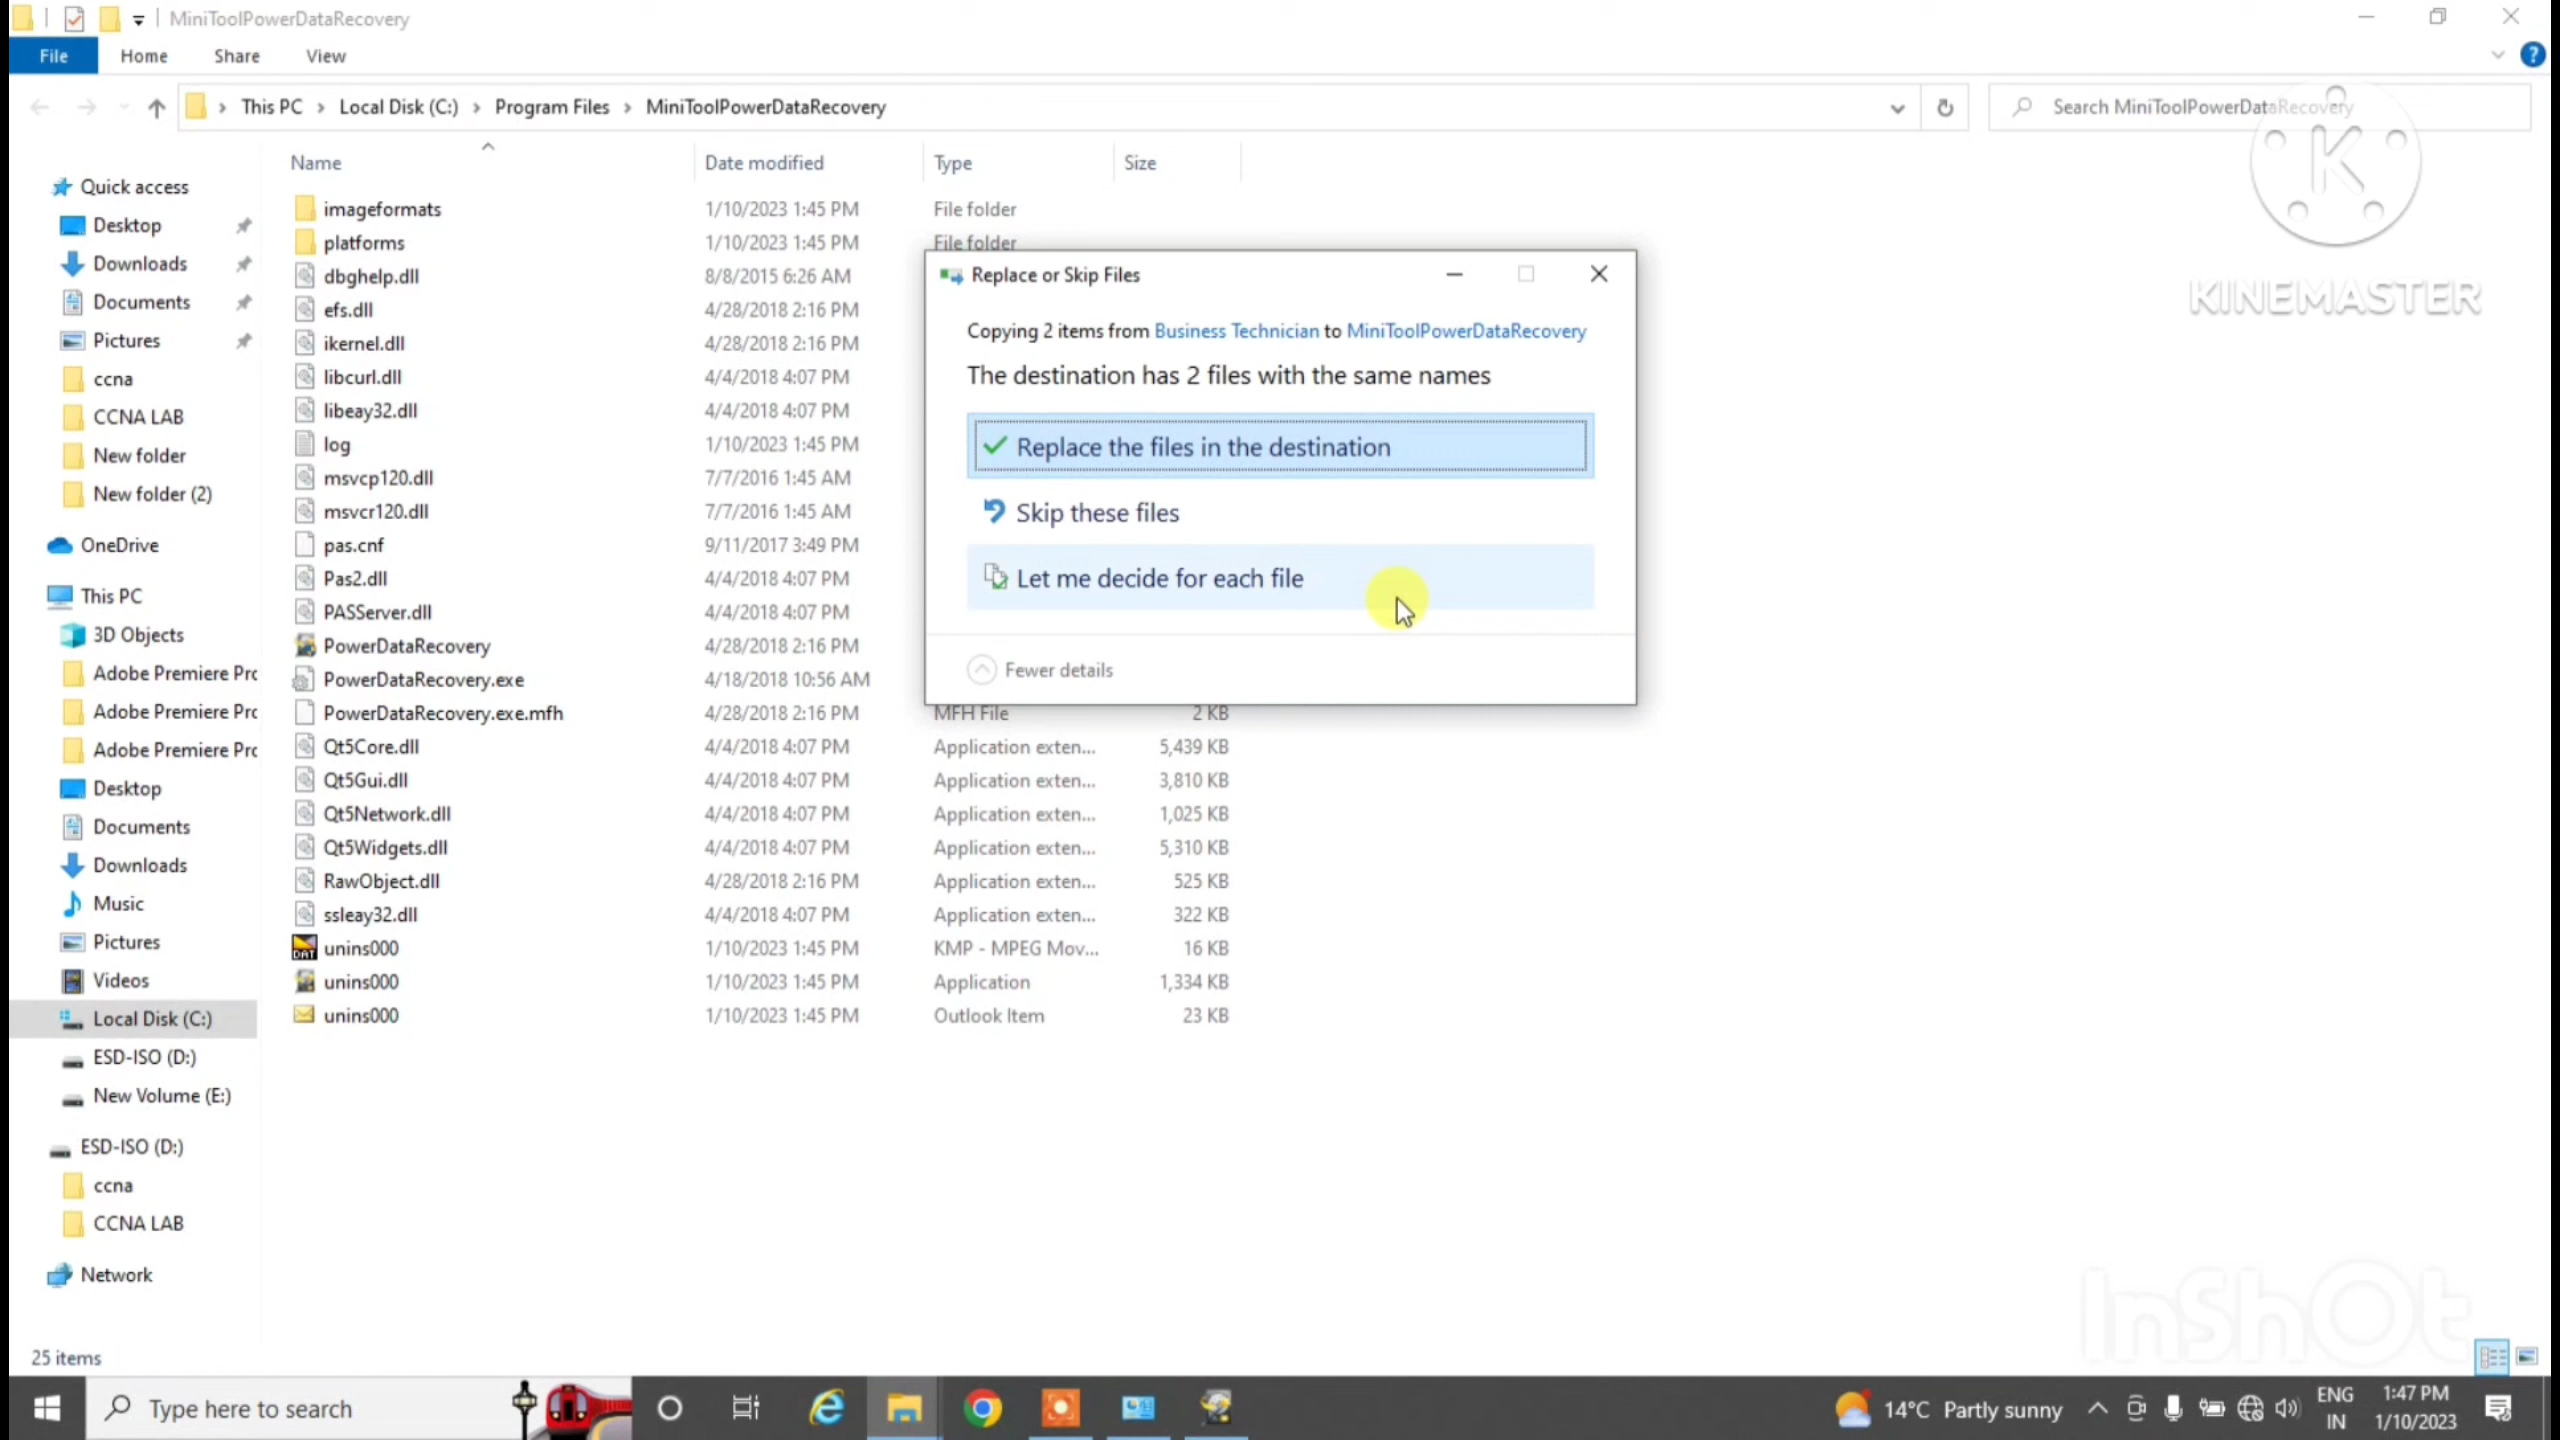 MiniToolPowerDataRecovery
File Home Share View
This PC Local Disk (C:) Program Files MiniToolPowerDataRecovery
Search MiniToolPowerDataRecovery
K
KINEMASTER
Name Date modified Type Size
Quick access
Desktop
Downloads
Documents
Pictures
ccna
CCNA LAB
New folder
New folder (2)
OneDrive
This PC
3D Objects
Adobe Premiere Pro
Adobe Premiere Pro
Adobe Premiere Pro
Desktop
Documents
Downloads
Music
Pictures
Videos
Local Disk (C:)
ESD-ISO (D:)
New Volume (E:)
ESD-ISO (D:)
ccna
CCNA LAB
Network
imageformats 1/10/2023 1:45 PM File folder
platforms 1/10/2023 1:45 PM File folder
dbghelp.dll 8/8/2015 6:26 AM
efs.dll 4/28/2018 2:16 PM
ikernel.dll 4/28/2018 2:16 PM
libcurl.dll 4/4/2018 4:07 PM
libeay32.dll 4/4/2018 4:07 PM
log 1/10/2023 1:45 PM
msvcp120.dll 7/7/2016 1:45 AM
msvcr120.dll 7/7/2016 1:45 AM
pas.cnf 9/11/2017 3:49 PM
Pas2.dll 4/4/2018 4:07 PM
PASServer.dll 4/4/2018 4:07 PM
PowerDataRecovery 4/28/2018 2:16 PM
PowerDataRecovery.exe 4/18/2018 10:56 AM
PowerDataRecovery.exe.mfh 4/28/2018 2:16 PM MFH File 2 KB
Qt5Core.dll 4/4/2018 4:07 PM Application exten... 5,439 KB
Qt5Gui.dll 4/4/2018 4:07 PM Application exten... 3,810 KB
Qt5Network.dll 4/4/2018 4:07 PM Application exten... 1,025 KB
Qt5Widgets.dll 4/4/2018 4:07 PM Application exten... 5,310 KB
RawObject.dll 4/28/2018 2:16 PM Application exten... 525 KB
ssleay32.dll 4/4/2018 4:07 PM Application exten... 322 KB
DAT unins000 1/10/2023 1:45 PM KMP - MPEG Mov... 16 KB
unins000 1/10/2023 1:45 PM Application 1,334 KB
unins000 1/10/2023 1:45 PM Outlook Item 23 KB
Replace or Skip Files
Copying 2 items from Business Technician to MiniToolPowerDataRecovery
The destination has 2 files with the same names
Replace the files in the destination
Skip these files
Let me decide for each file
Fewer details
InShOt
25 items
Type here to search
14°C Partly sunny
ENG
IN
1:47 PM
1/10/2023